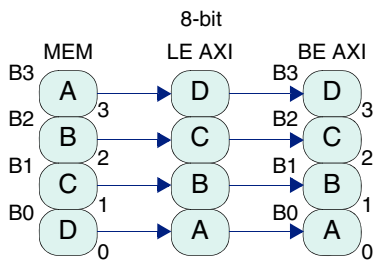 8-bit
MEM LE AXI BE AXI
B3 A 3 D B3 D 3
B2 B 2 C B2 C 2
B1 C 1 B B1 B 1
B0 D 0 A B0 A 0